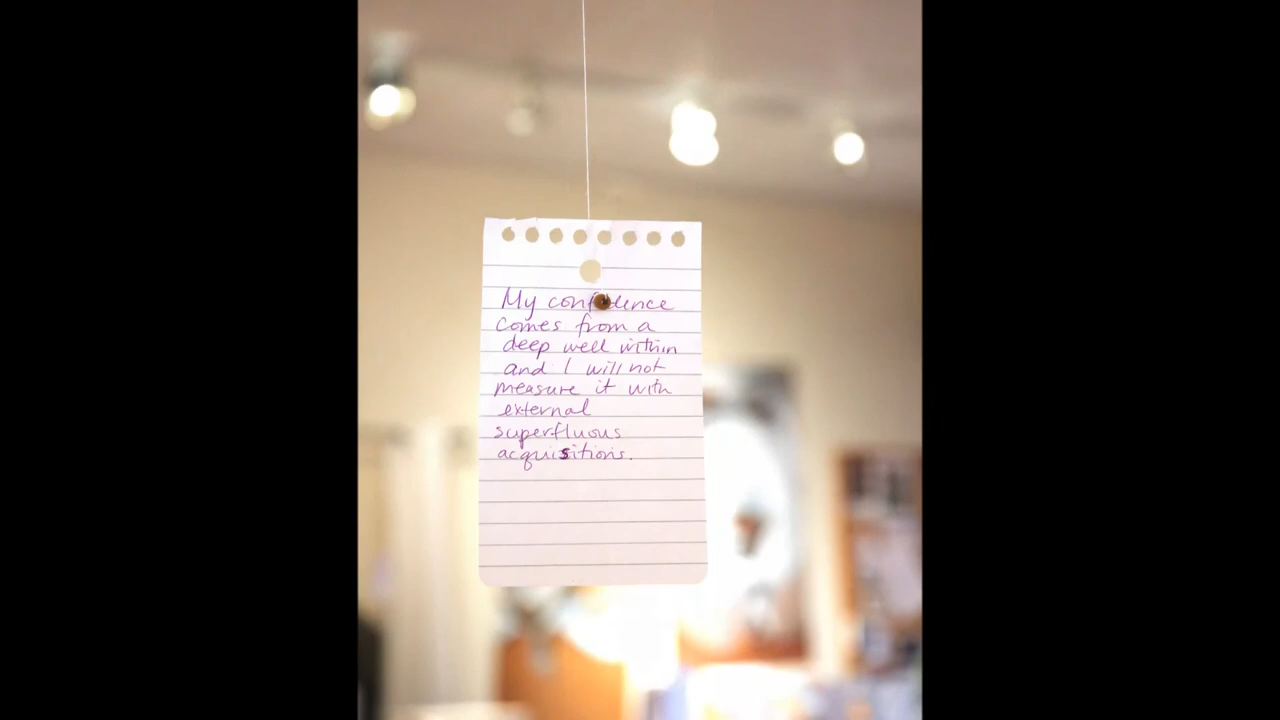 My confidence
comes from a
deep well within
and I will not
measure it with
external
superfluous
acquisitions.